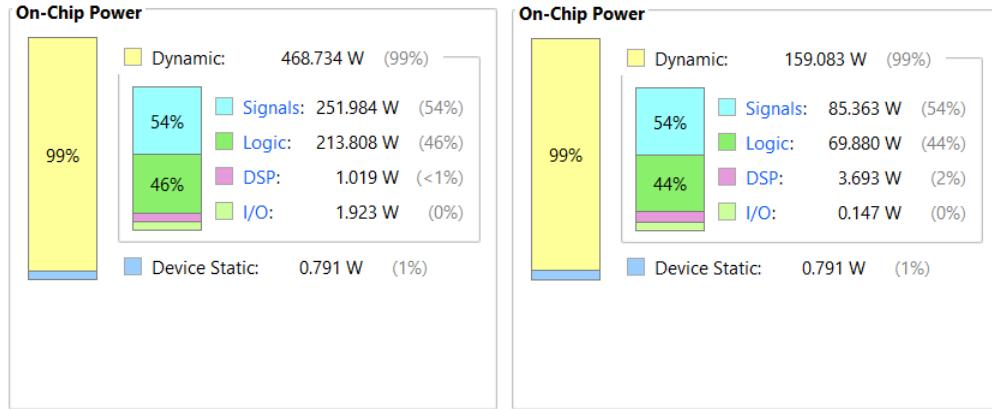 On-Chip Power
Dynamic: 468.734 W (99%)
54%
Signals: 251.984 W (54%)
Logic: 213.808 W (46%)
99%
46%
DSP: 1.019 W (<1%)
I/O: 1.923 W (0%)
Device Static: 0.791 W (1%)
On-Chip Power
Dynamic: 159.083 W (99%)
54%
Signals: 85.363 W (54%)
Logic: 69.880 W (44%)
99%
44%
DSP: 3.693 W (2%)
I/O: 0.147 W (0%)
Device Static: 0.791 W (1%)